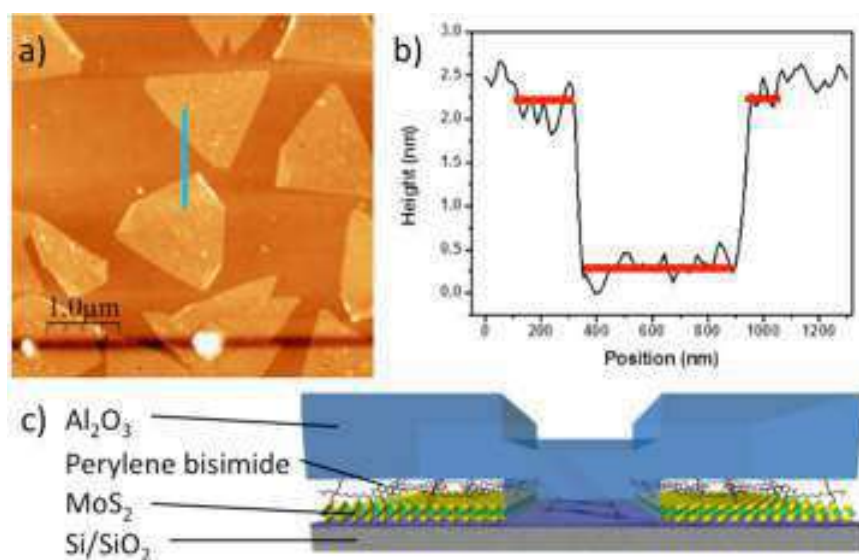 a)
1.0μm
b)
Height (nm)
3.0
2.5
2.0
1.5
1.0
0.5
0.0
0 200 400 600 800 1000 1200
Position (nm)
c)
Al₂O₃
Perylene bisimide
MoS₂
Si/SiO₂